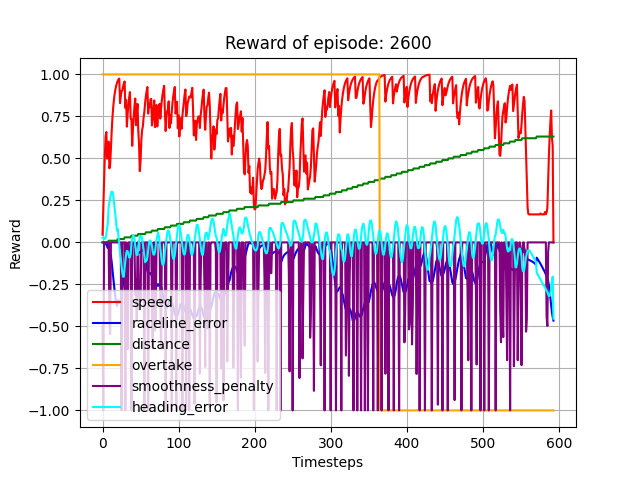 Reward of episode: 2600
1.00
0.75
0.50
0.25
0.00
−0.25
−0.50
−0.75
−1.00
Reward
speed
raceline_error
distance
overtake
smoothness_penalty
heading_error
0 100 200 300 400 500 600
Timesteps